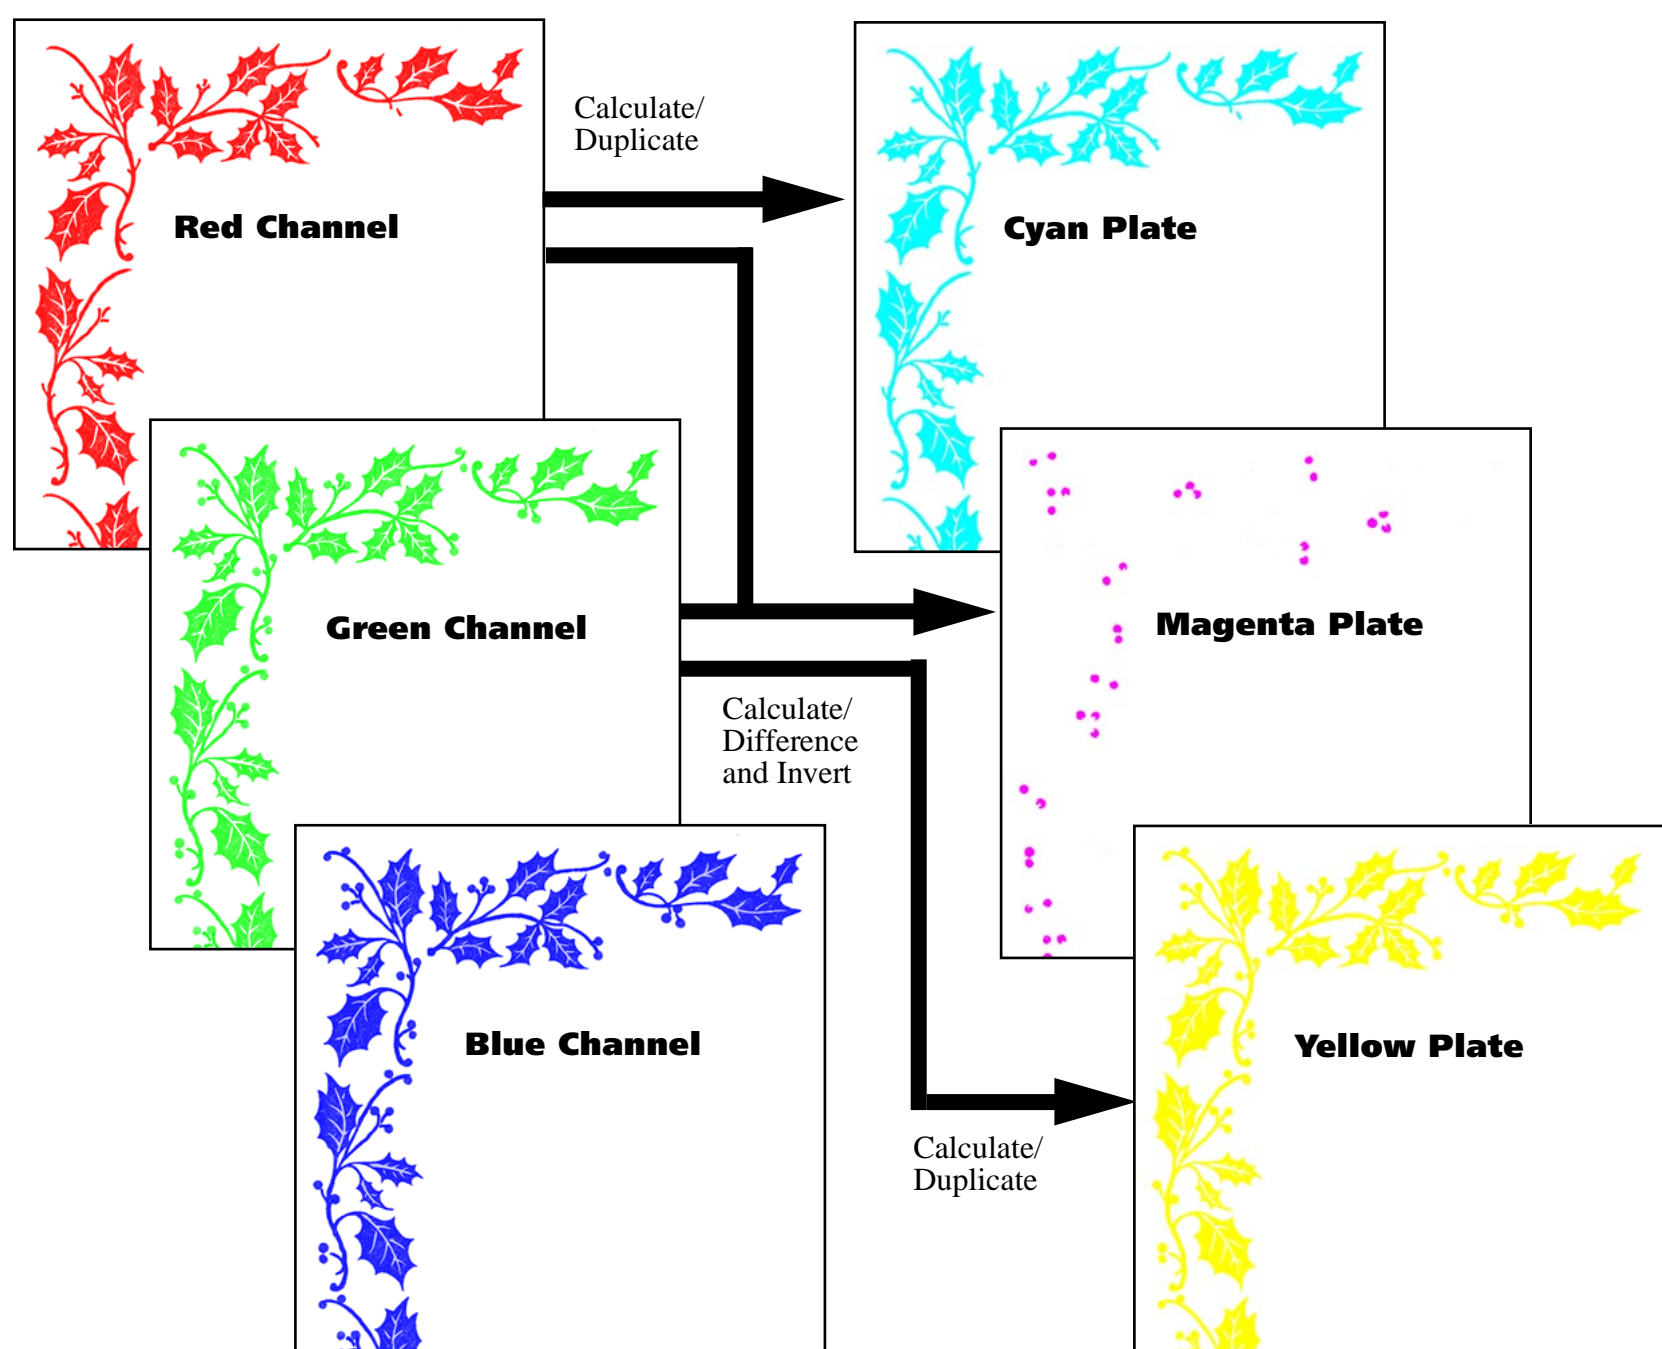 Calculate/
Duplicate
Red Channel
Cyan Plate
Green Channel
Magenta Plate
Calculate/
Difference
and Invert
Blue Channel
Yellow Plate
Calculate/
Duplicate